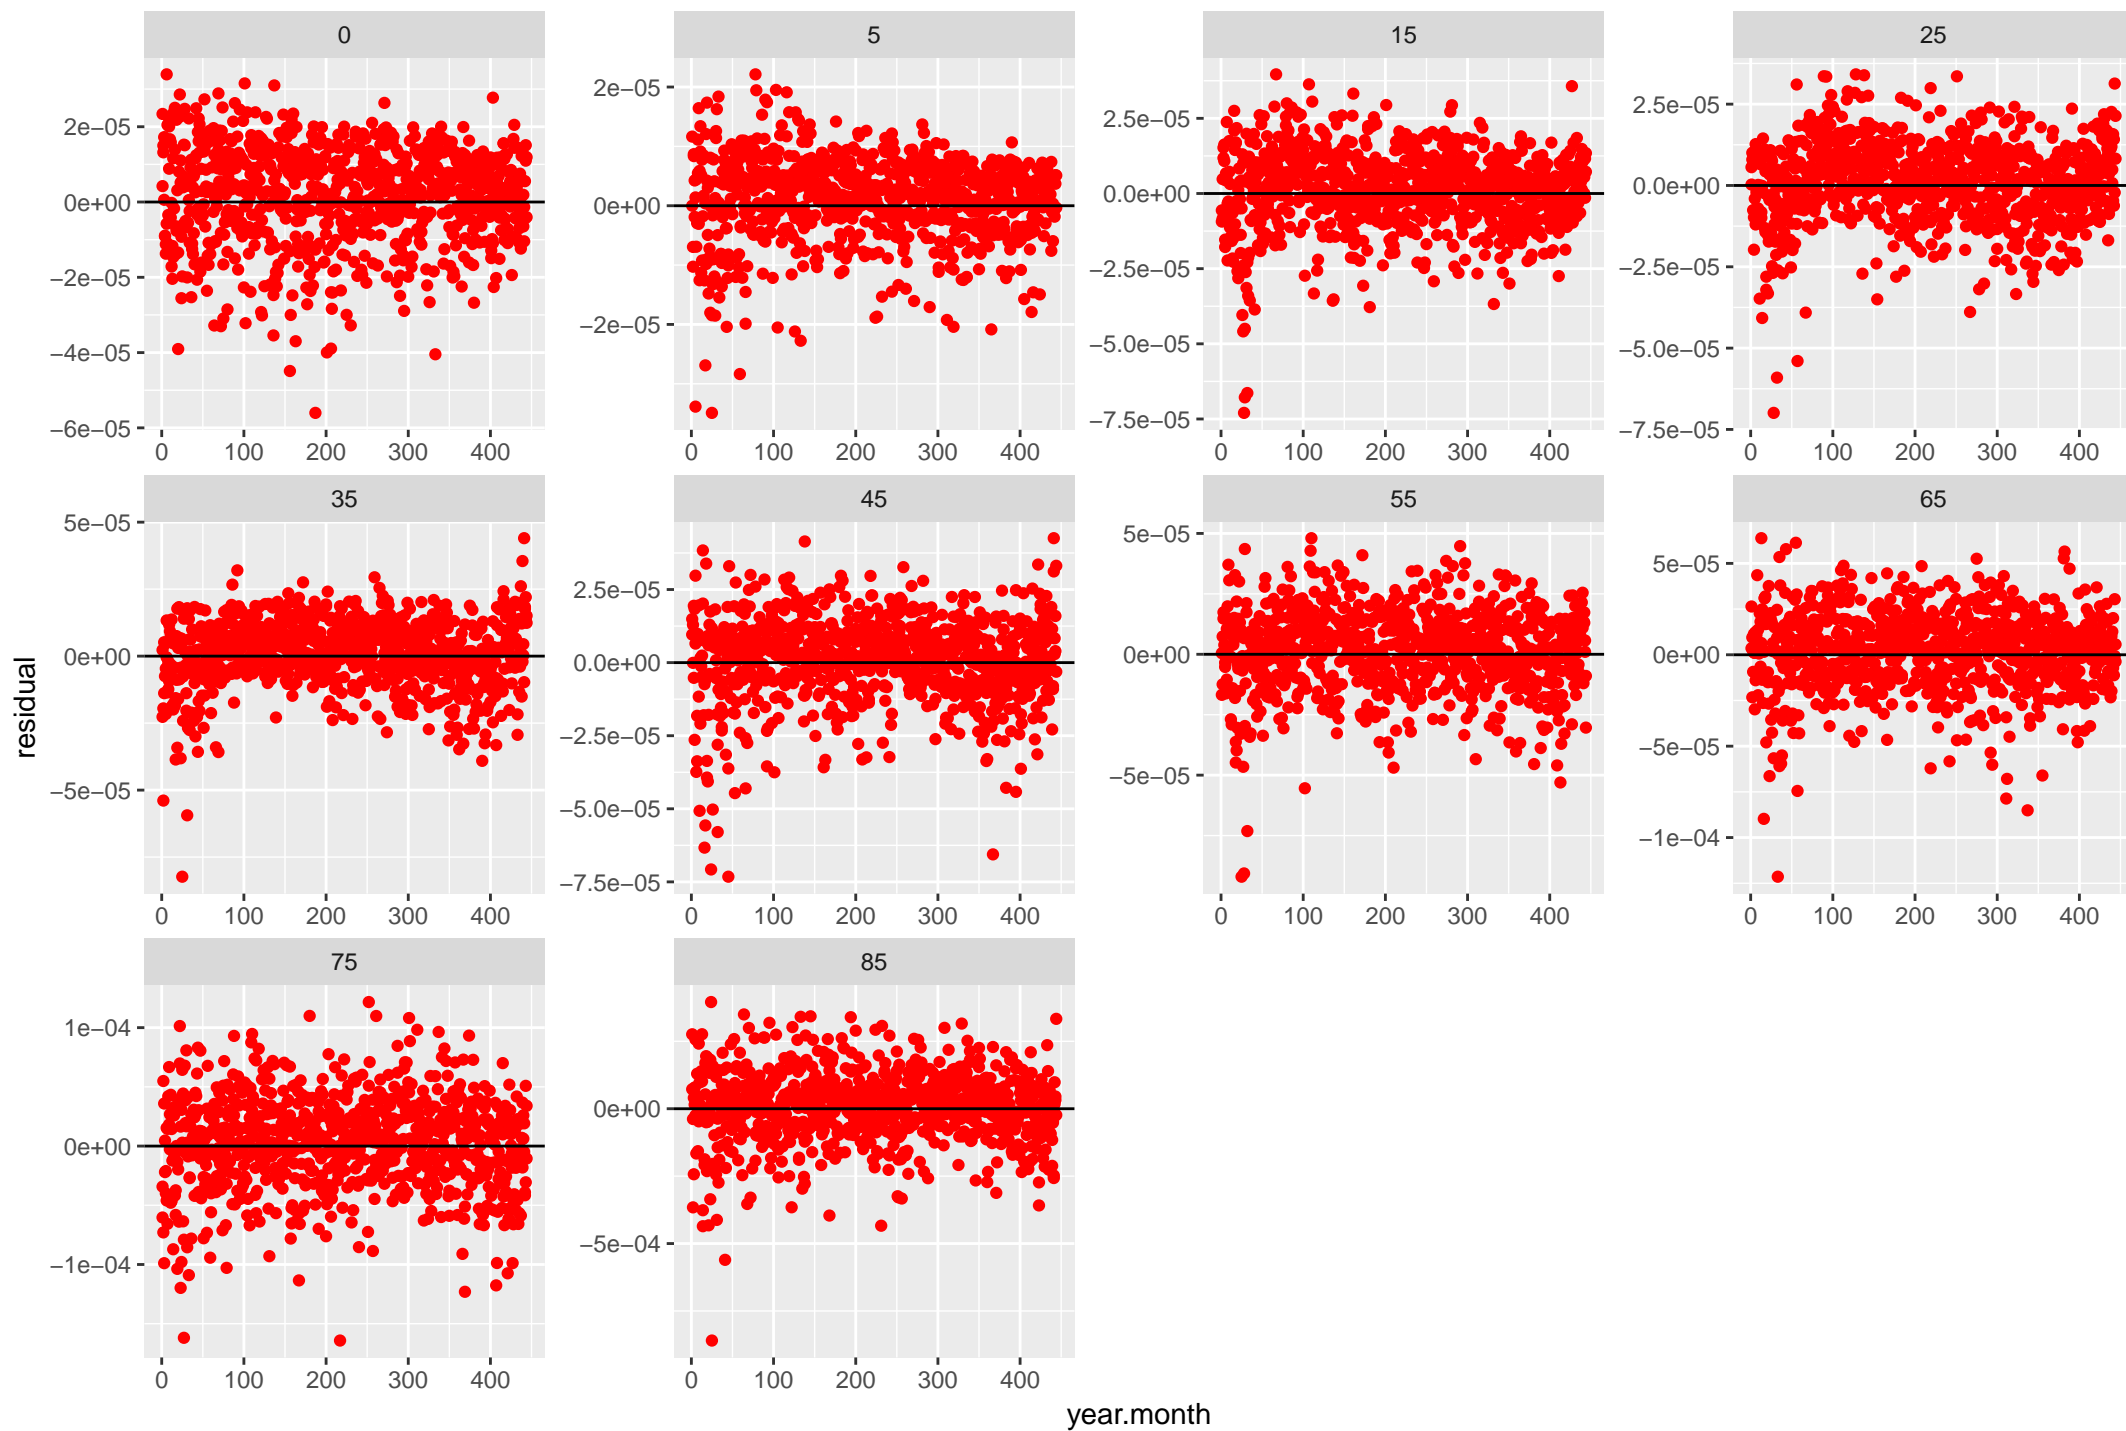 0 5 15 25
2e−05
0e+00
−2e−05
−4e−05
−6e−05
2e−05
0e+00
−2e−05
2.5e−05
0.0e+00
−2.5e−05
−5.0e−05
−7.5e−05
2.5e−05
0.0e+00
−2.5e−05
−5.0e−05
−7.5e−05
0 100 200 300 400 0 100 200 300 400 0 100 200 300 400 0 100 200 300 400
35 45 55 65
5e−05
0e+00
−5e−05
2.5e−05
0.0e+00
−2.5e−05
−5.0e−05
−7.5e−05
5e−05
0e+00
−5e−05
5e−05
0e+00
−5e−05
−1e−04
0 100 200 300 400 0 100 200 300 400 0 100 200 300 400 0 100 200 300 400
residual
75 85
1e−04
0e+00
−1e−04
0e+00
−5e−04
0 100 200 300 400 0 100 200 300 400
year.month